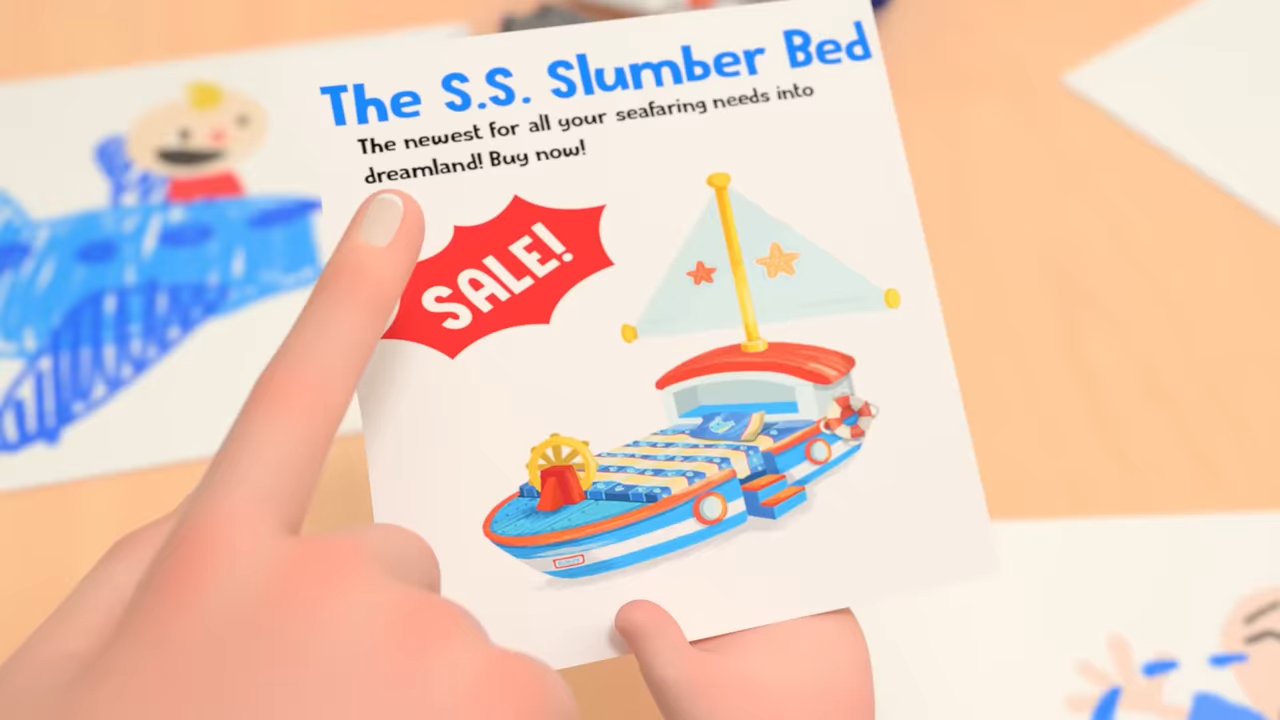 The S.S. Slumber Bed
The newest for all your seafaring needs into
dreamland! Buy now!
SALE!